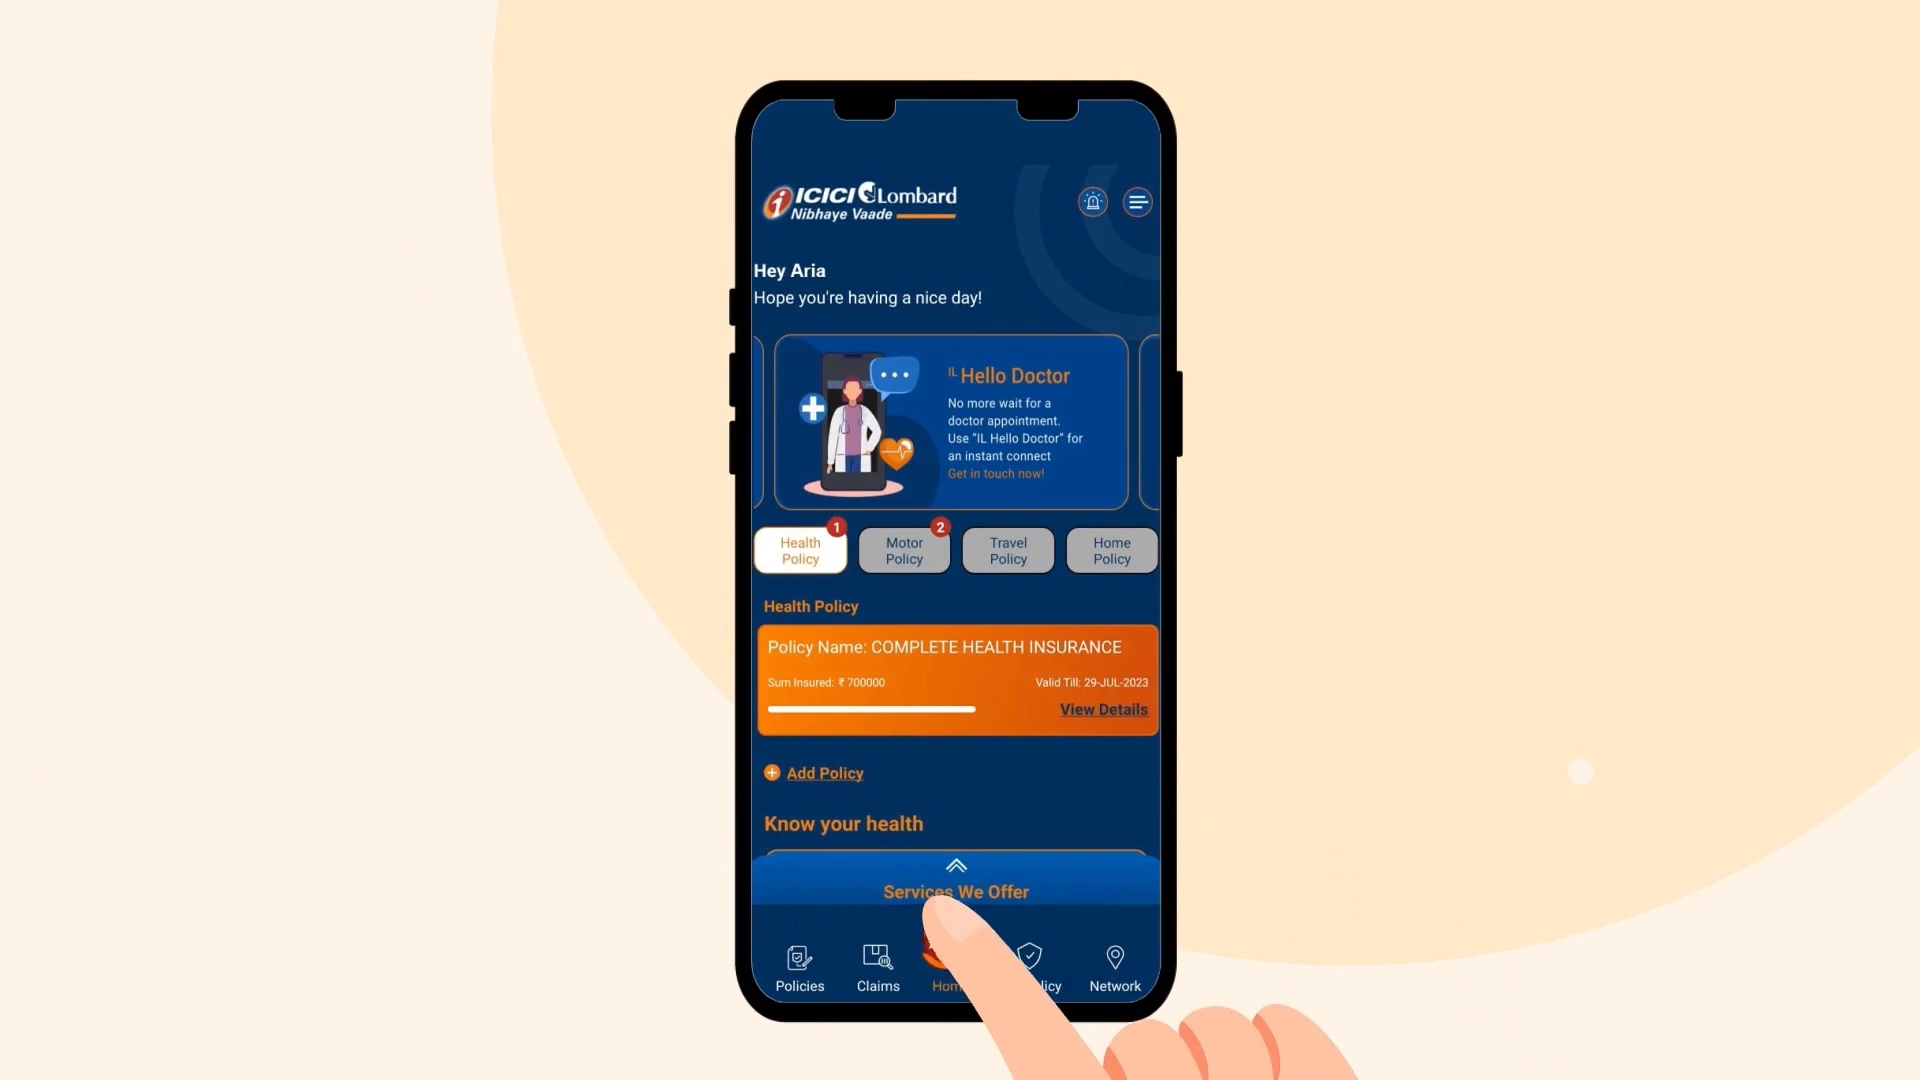 ICICI Lombard
Nibhaye Vaade
Hey Aria
Hope you're having a nice day!
IL Hello Doctor
No more wait for a
doctor appointment.
Use "IL Hello Doctor" for
an instant connect
Get in touch now!
1
2
Health
Policy
Motor
Policy
Travel
Policy
Home
Policy
Health Policy
Policy Name: COMPLETE HEALTH INSURANCE
Sum Insured: ₹ 700000
Valid Till: 29-JUL-2023
View Details
Add Policy
Know your health
Services We Offer
Policies
Claims
Network